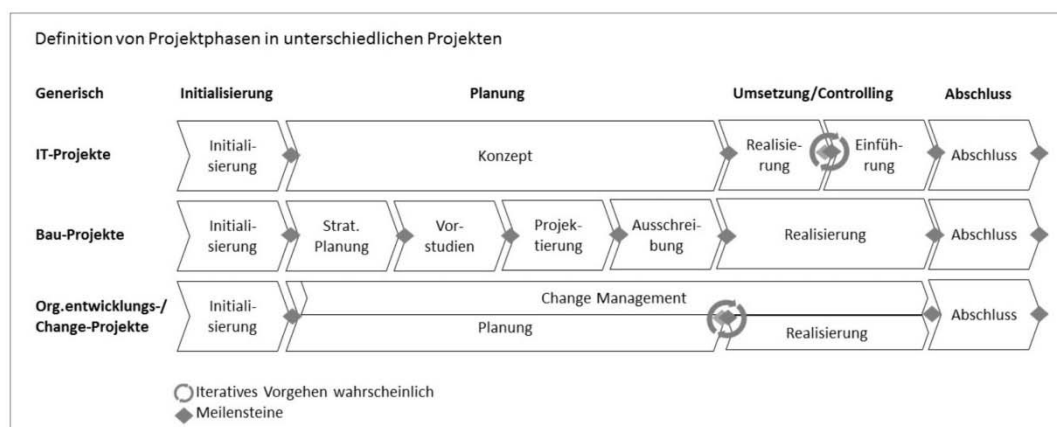 Definition von Projektphasen in unterschiedlichen Projekten
Generisch Initialisierung Planung Umsetzung/Controlling Abschluss
IT-Projekte
Initiali-
sierung
Konzept
Realisie-
rung
Einfüh-
rung
Abschluss
Bau-Projekte
Initiali-
sierung
Strat.
Planung
Vor-
studien
Projek-
tierung
Ausschrei-
bung
Realisierung
Abschluss
Org.entwicklungs-/
Change-Projekte
Initiali-
sierung
Change Management
Planung
Realisierung
Abschluss
Iteratives Vorgehen wahrscheinlich
Meilensteine